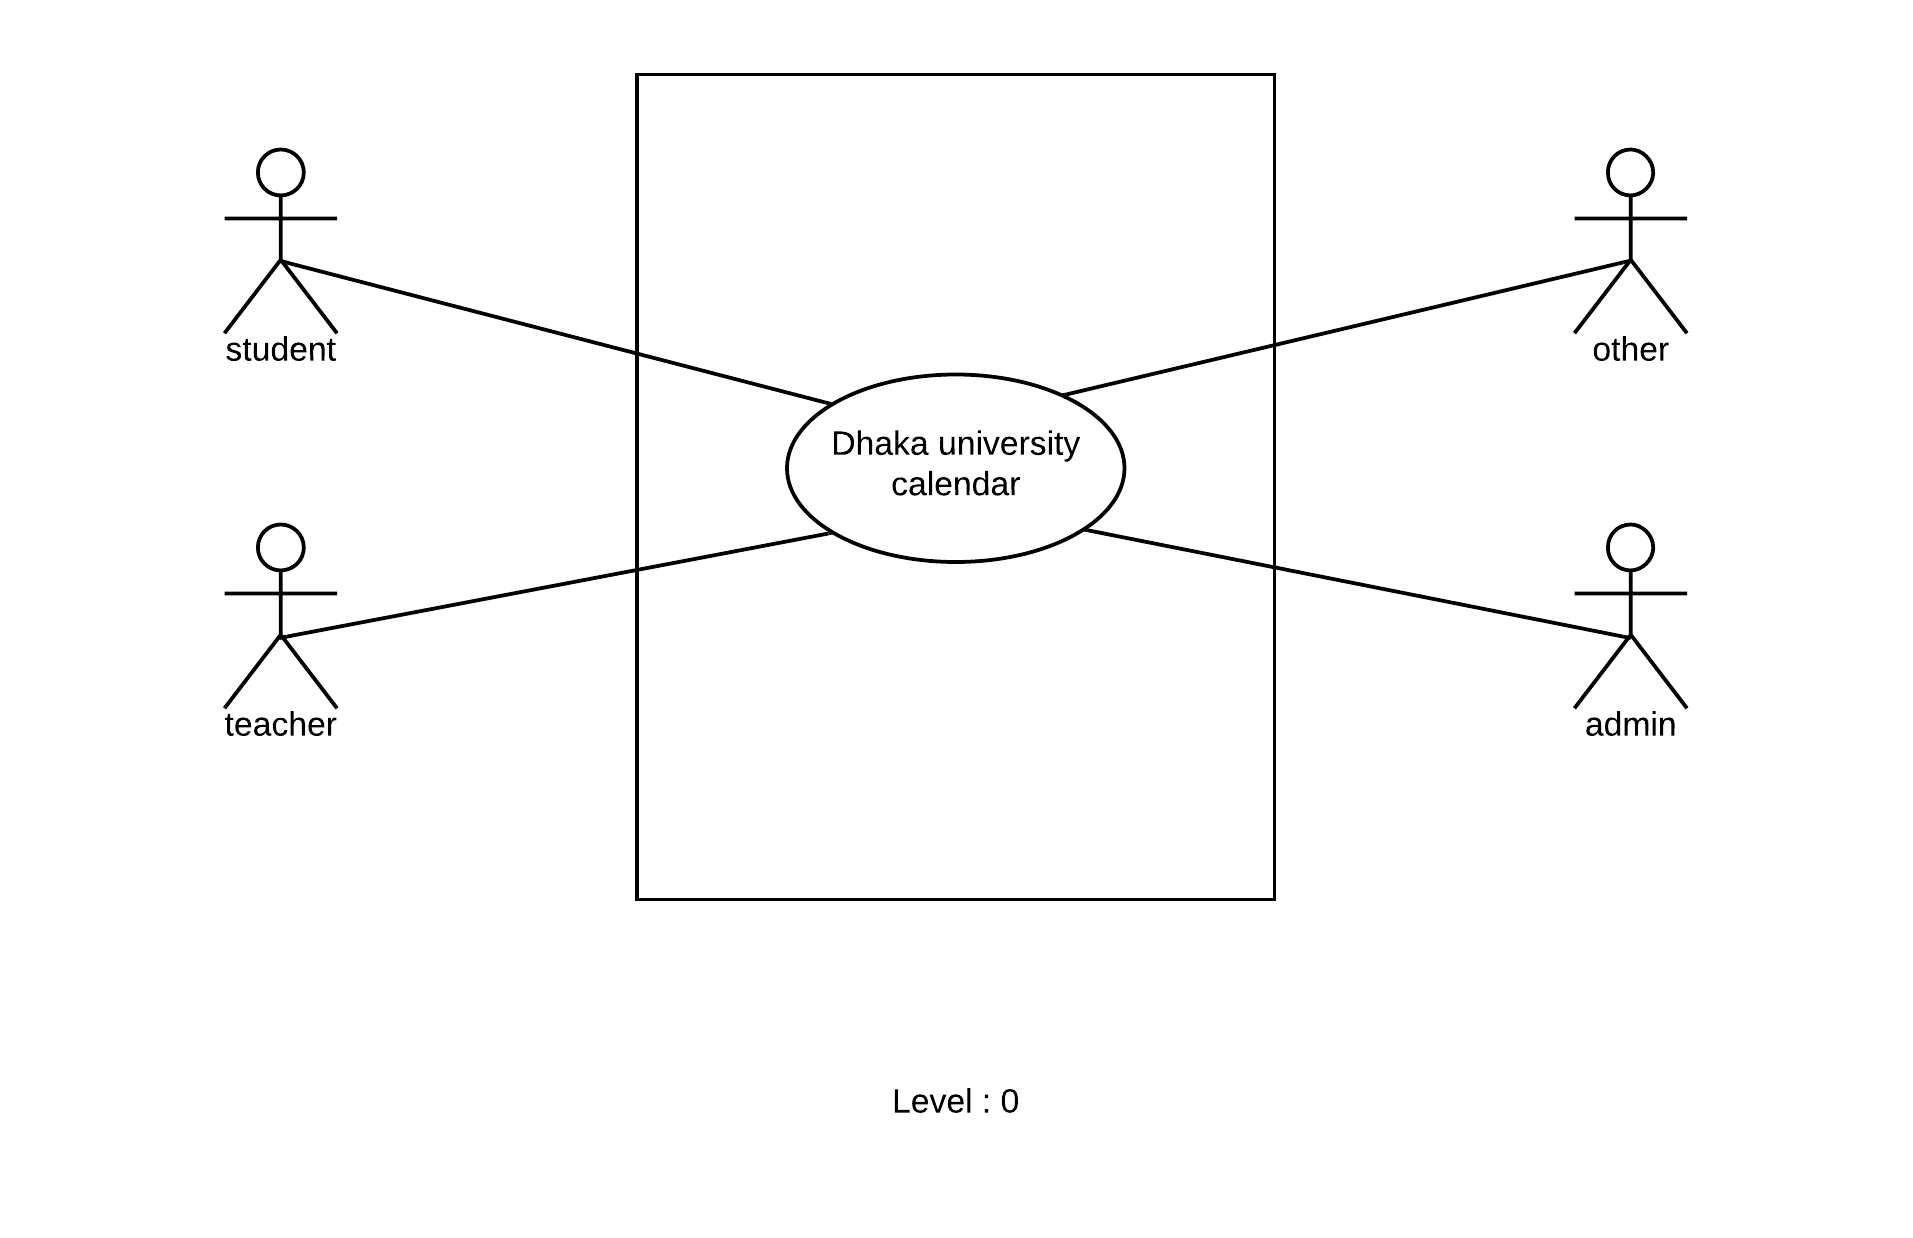 student
other
Dhaka university
calendar
teacher
admin
Level : 0